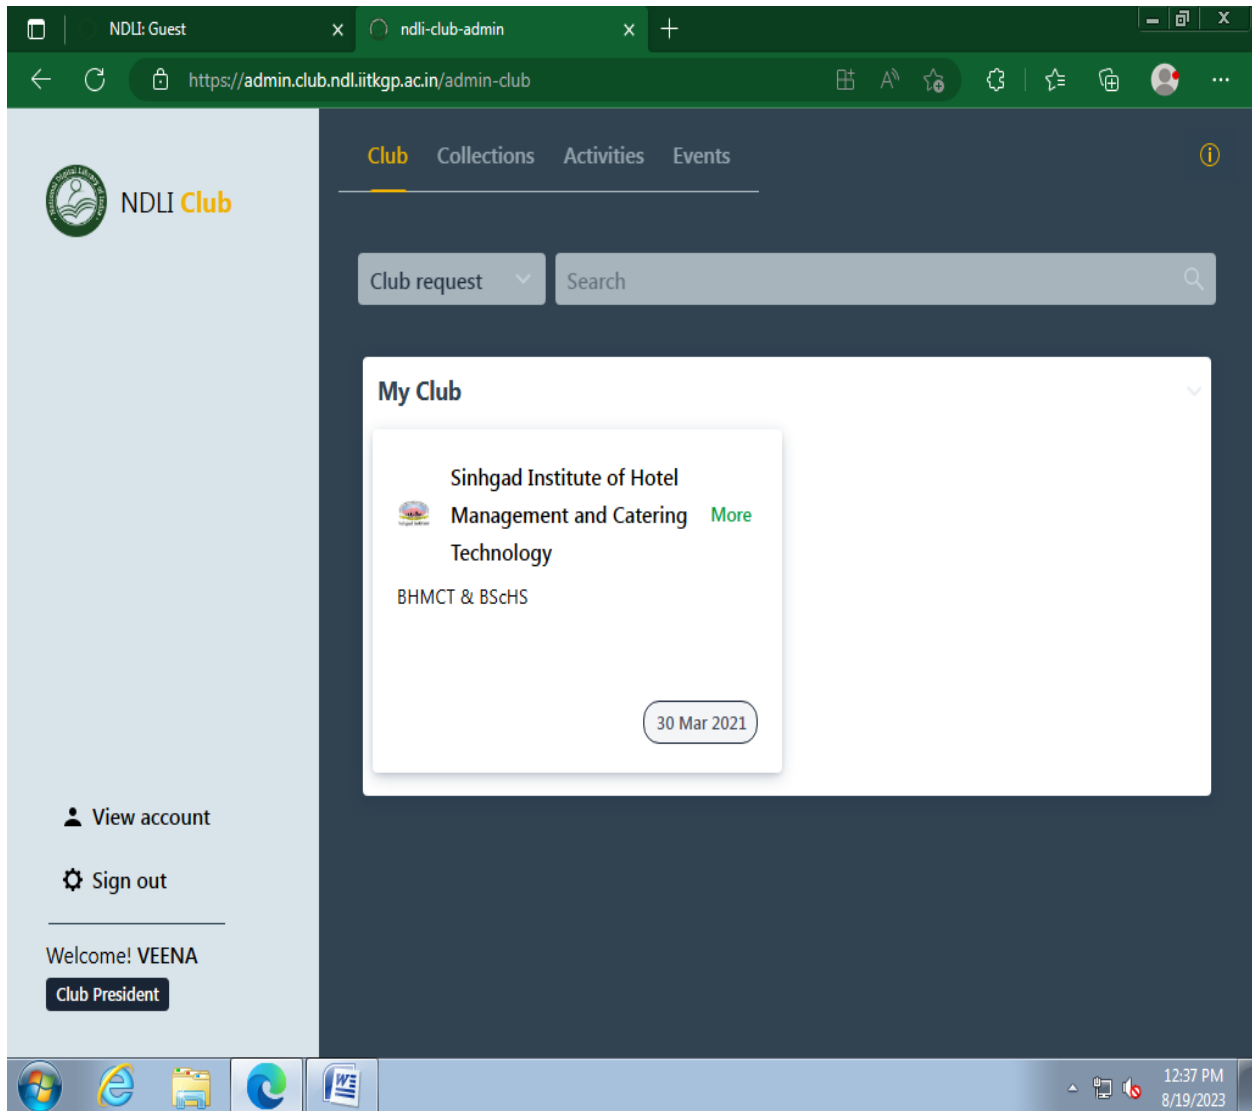 NDLI: Guest
ndli-club-admin
https://admin.club.ndl.iitkgp.ac.in/admin-club
NDLI Club
Club Collections Activities Events
Club request
Search
My Club
Sinhgad Institute of Hotel
Management and Catering
Technology
More
BHMCT & BScHS
30 Mar 2021
View account
Sign out
Welcome! VEENA
Club President
12:37 PM
8/19/2023